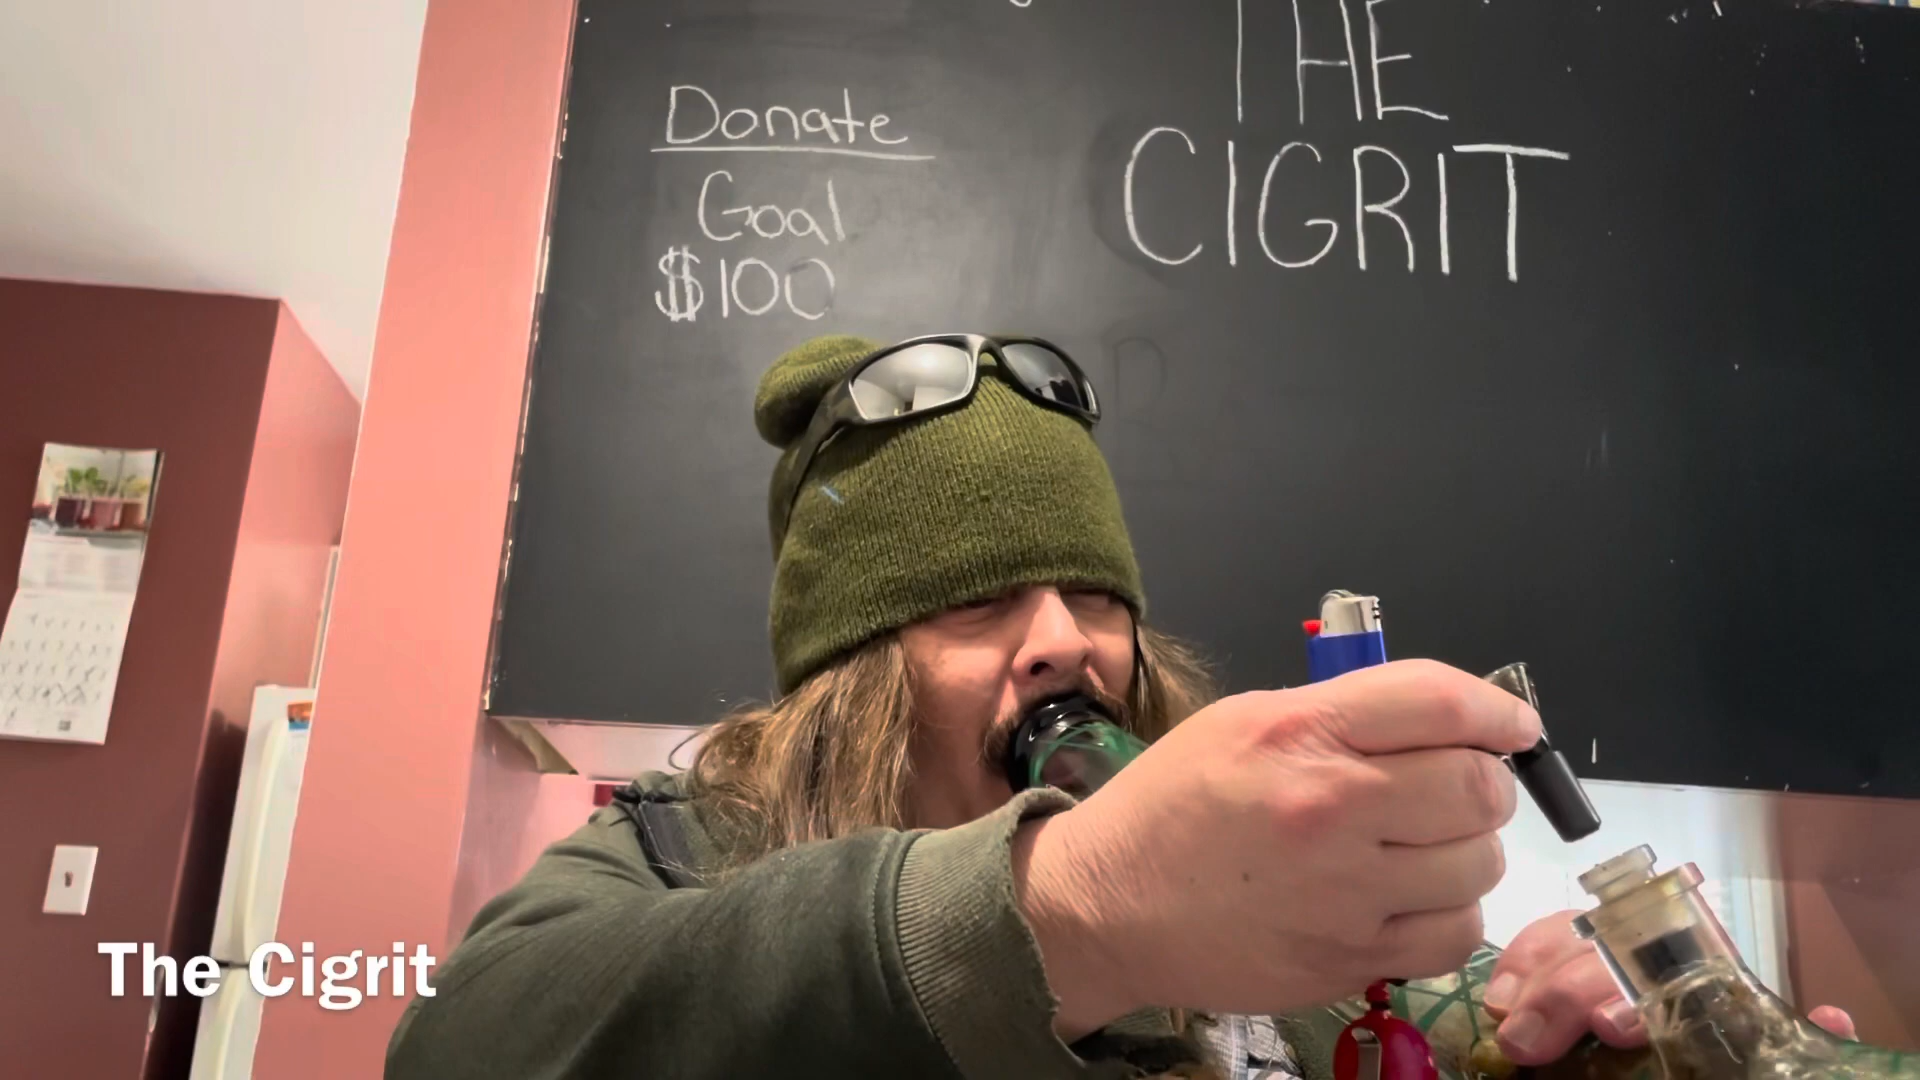 Donate
Goal
$100
THE
CIGRIT
The Cigrit